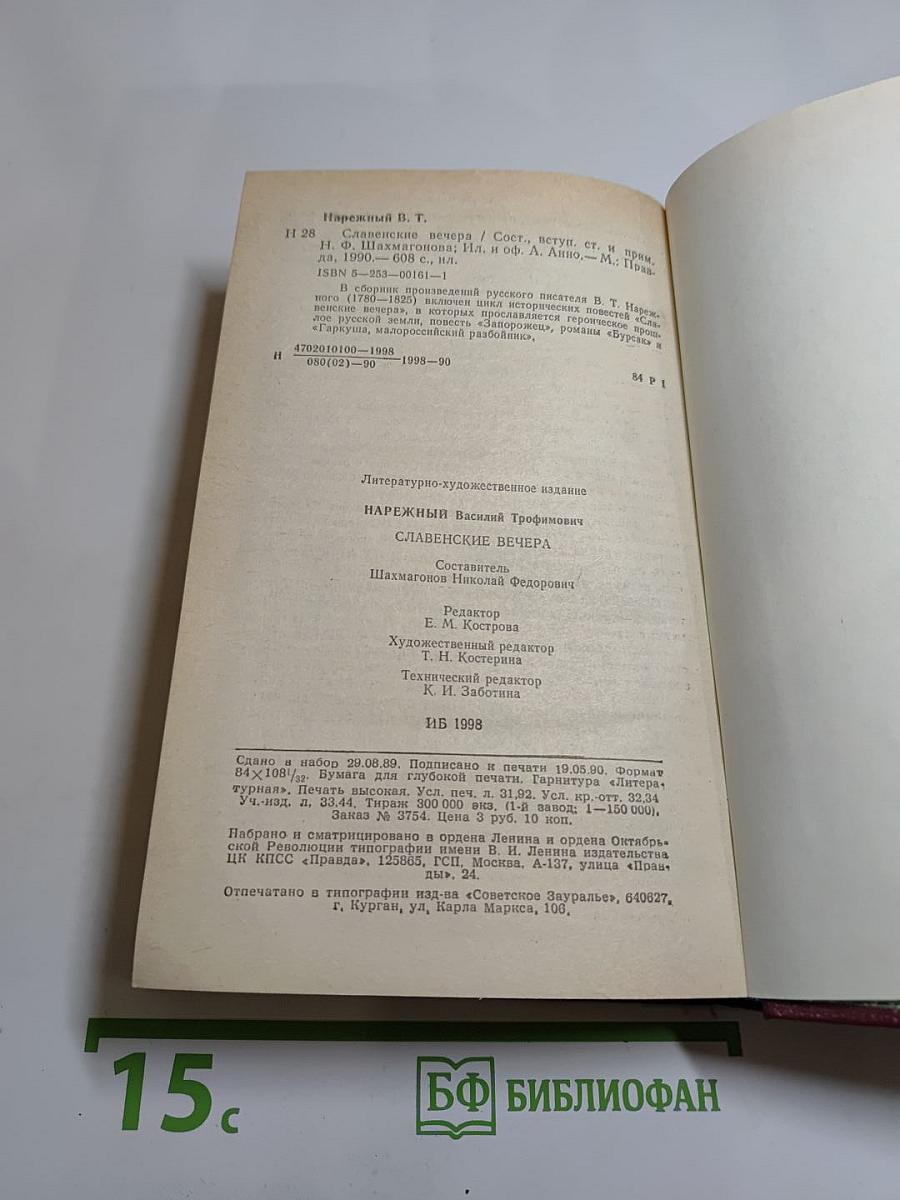 Нарежный В. Т.
Н 28 Славенские вечера / Сост., вступ. ст. и прим.
Н. Ф. Шахмагонова; Ил. и оф. А. Анно.— М.: Прав-
да, 1990.— 608 с., ил.
ISBN 5—253—00161—1
В сборник произведений русского писателя В. Т. Нареж-
ного (1780—1825) включен цикл исторических повестей «Сла-
венские вечера», в которых прославляется героическое прош-
лое русской земли, повесть «Запорожец», романы «Бурсак» и
«Гаркуша, малороссийский разбойник».
Н 4702010100—1998
080(02)—90 1998—90
84 Р 1
Литературно-художественное издание
НАРЕЖНЫЙ Василий Трофимович
СЛАВЕНСКИЕ ВЕЧЕРА
Составитель
Шахмагонов Николай Федорович
Редактор
Е. М. Кострова
Художественный редактор
Т. Н. Костерина
Технический редактор
К. И. Заботина
ИБ 1998
Сдано в набор 29.08.89. Подписано к печати 19.05.90. Формат
84×108 1/32. Бумага для глубокой печати. Гарнитура «Литера-
турная». Печать высокая. Усл. печ. л. 31,92. Усл. кр.-отт. 32,34
Уч.-изд. л. 33,44. Тираж 300 000 экз. (1-й завод: 1—150 000).
Заказ № 3754. Цена 3 руб. 10 коп.
Набрано и сматрицировано в ордена Ленина и ордена Октябрь-
ской Революции типографии имени В. И. Ленина издательства
ЦК КПСС «Правда», 125865, ГСП, Москва, А-137, улица «Прав-
ды», 24.
Отпечатано в типографии изд-ва «Советское Зауралье», 640627,
г. Курган, ул. Карла Маркса, 106.
15с
БФ БИБЛИОФАН